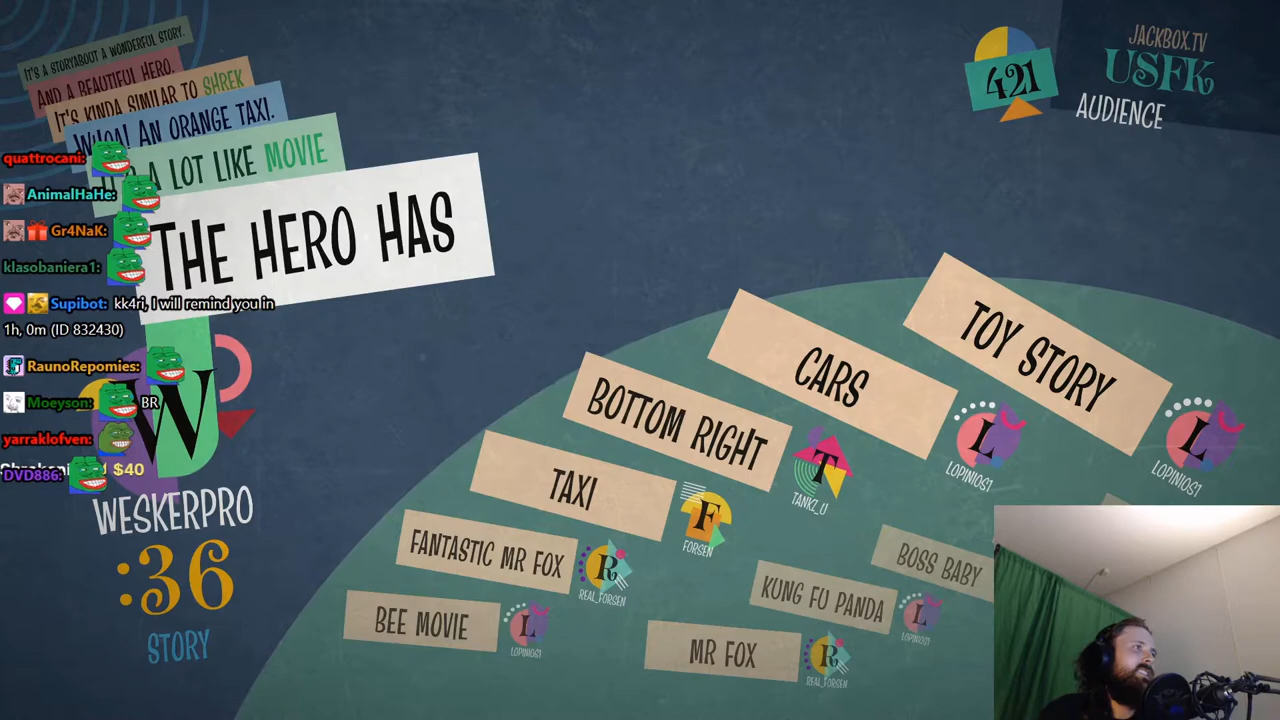 IT'S A STORYABOUT A WONDERFUL STORY.
AND A BEAUTIFUL HERO.
IT'S KINDA SIMILAR TO SHREK
WHOA! AN ORANGE TAXI.
A LOT LIKE MOVIE
THE HERO HAS
quattrocani:
AnimalHaHe:
Gr4NaK:
klasobaniera1:
Supibot: kk4ri, I will remind you in
1h, 0m (ID 832430)
RaunoRepomies:
Moeyson: BR
yarraklofven:
$40
DVD886:
W
WESKERPRO
:36
STORY
421
JACKBOX.TV
USFK
AUDIENCE
TOY STORY
L
LOPINIOS1
CARS
L
LOPINIOS1
BOTTOM RIGHT
T
TANKI_U
TAXI
F
FORSEN
FANTASTIC MR FOX
R
REAL_FORSEN
BEE MOVIE
L
LOPINIOS1
BOSS BABY
KUNG FU PANDA
L
LOPINIOS1
MR FOX
R
REAL_FORSEN